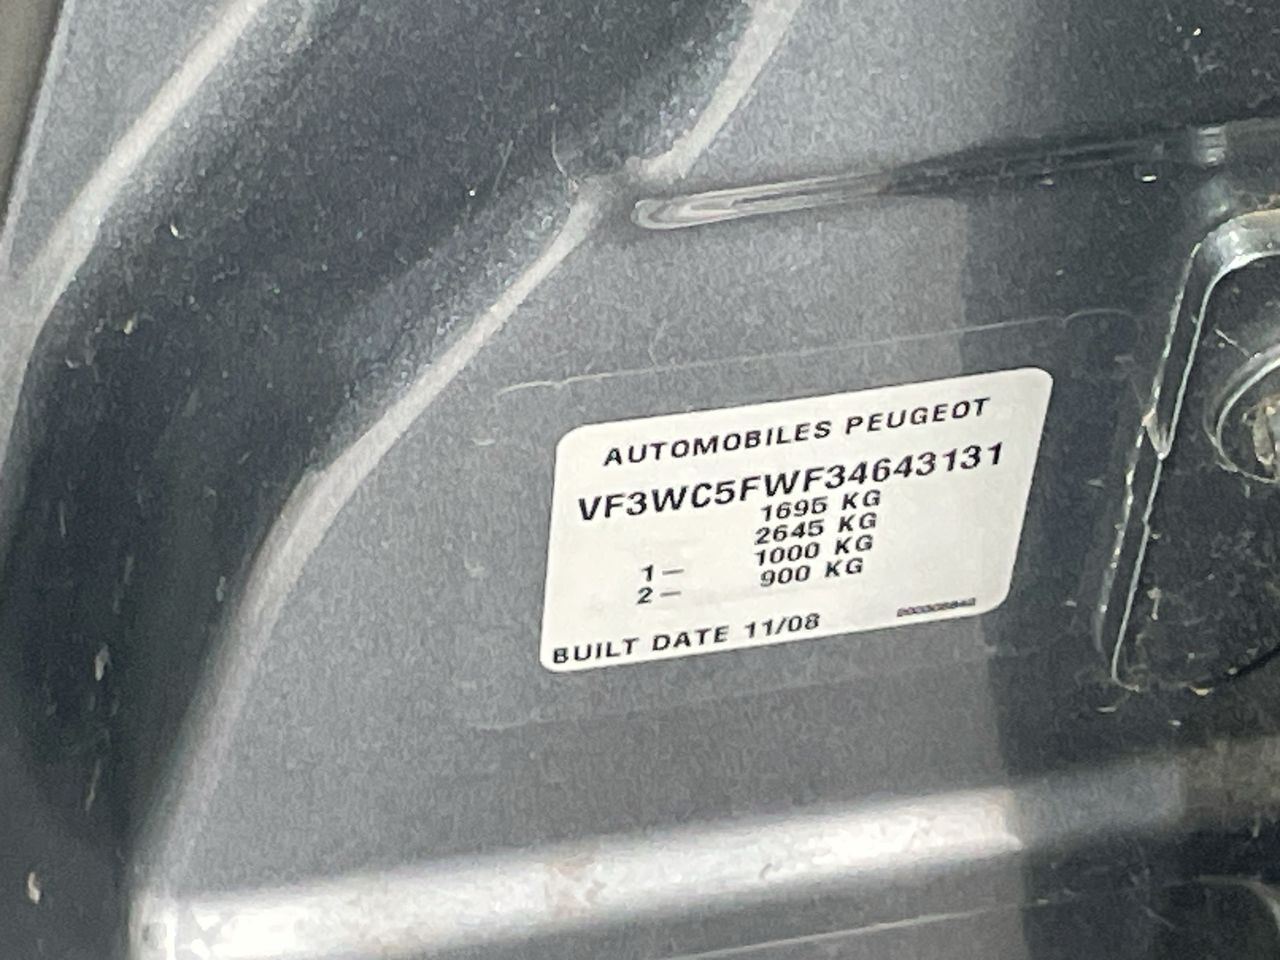 AUTOMOBILES PEUGEOT
VF3WC5FWF34643131
1695 KG
2645 KG
1- 1000 KG
2- 900 KG
BUILT DATE 11/08